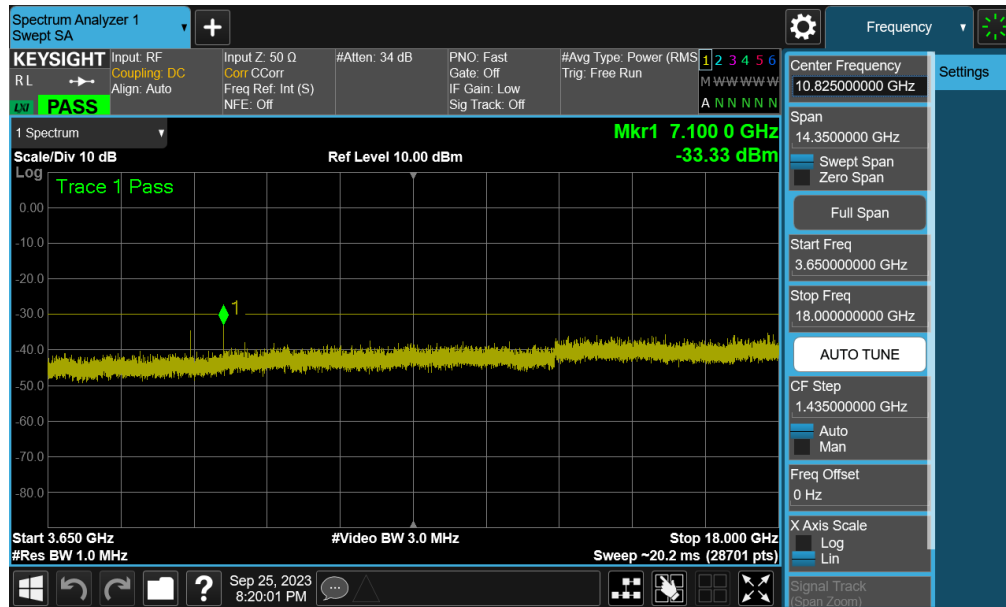 Spectrum Analyzer 1
Swept SA
+
Frequency
KEYSIGHT
R L
LXI PASS
Input: RF
Coupling: DC
Align: Auto
Input Z: 50 Ω
Corr CCorr
Freq Ref: Int (S)
NFE: Off
#Atten: 34 dB
PNO: Fast
Gate: Off
IF Gain: Low
Sig Track: Off
#Avg Type: Power (RMS
Trig: Free Run
1 2 3 4 5 6
M W W W W W
A N N N N N
1 Spectrum
Mkr1 7.100 0 GHz
Scale/Div 10 dB
Ref Level 10.00 dBm
-33.33 dBm
Log
Trace 1 Pass
0.00
-10.0
-20.0
-30.0
1
-40.0
-50.0
-60.0
-70.0
-80.0
Start 3.650 GHz
#Video BW 3.0 MHz
Stop 18.000 GHz
#Res BW 1.0 MHz
Sweep ~20.2 ms (28701 pts)
?
Sep 25, 2023
8:20:01 PM
Center Frequency
10.825000000 GHz
Settings
Span
14.3500000 GHz
Swept Span
Zero Span
Full Span
Start Freq
3.650000000 GHz
Stop Freq
18.000000000 GHz
AUTO TUNE
CF Step
1.435000000 GHz
Auto
Man
Freq Offset
0 Hz
X Axis Scale
Log
Lin
Signal Track
(Span Zoom)